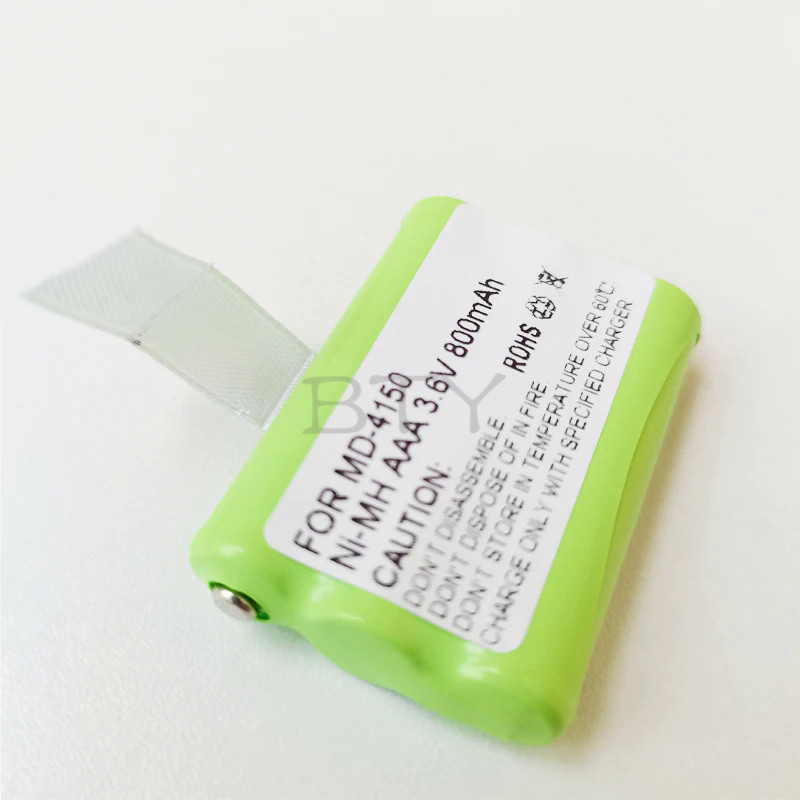 FOR MD-4150
Ni-MH AAA 3.6V 800mAh
CAUTION:
ROHS
DON'T DISASSEMBLE.
DON'T DISPOSE OF IN FIRE
DON'T STORE IN TEMPERATURE OVER 60℃
CHARGE ONLY WITH SPECIFIED CHARGER
BTY